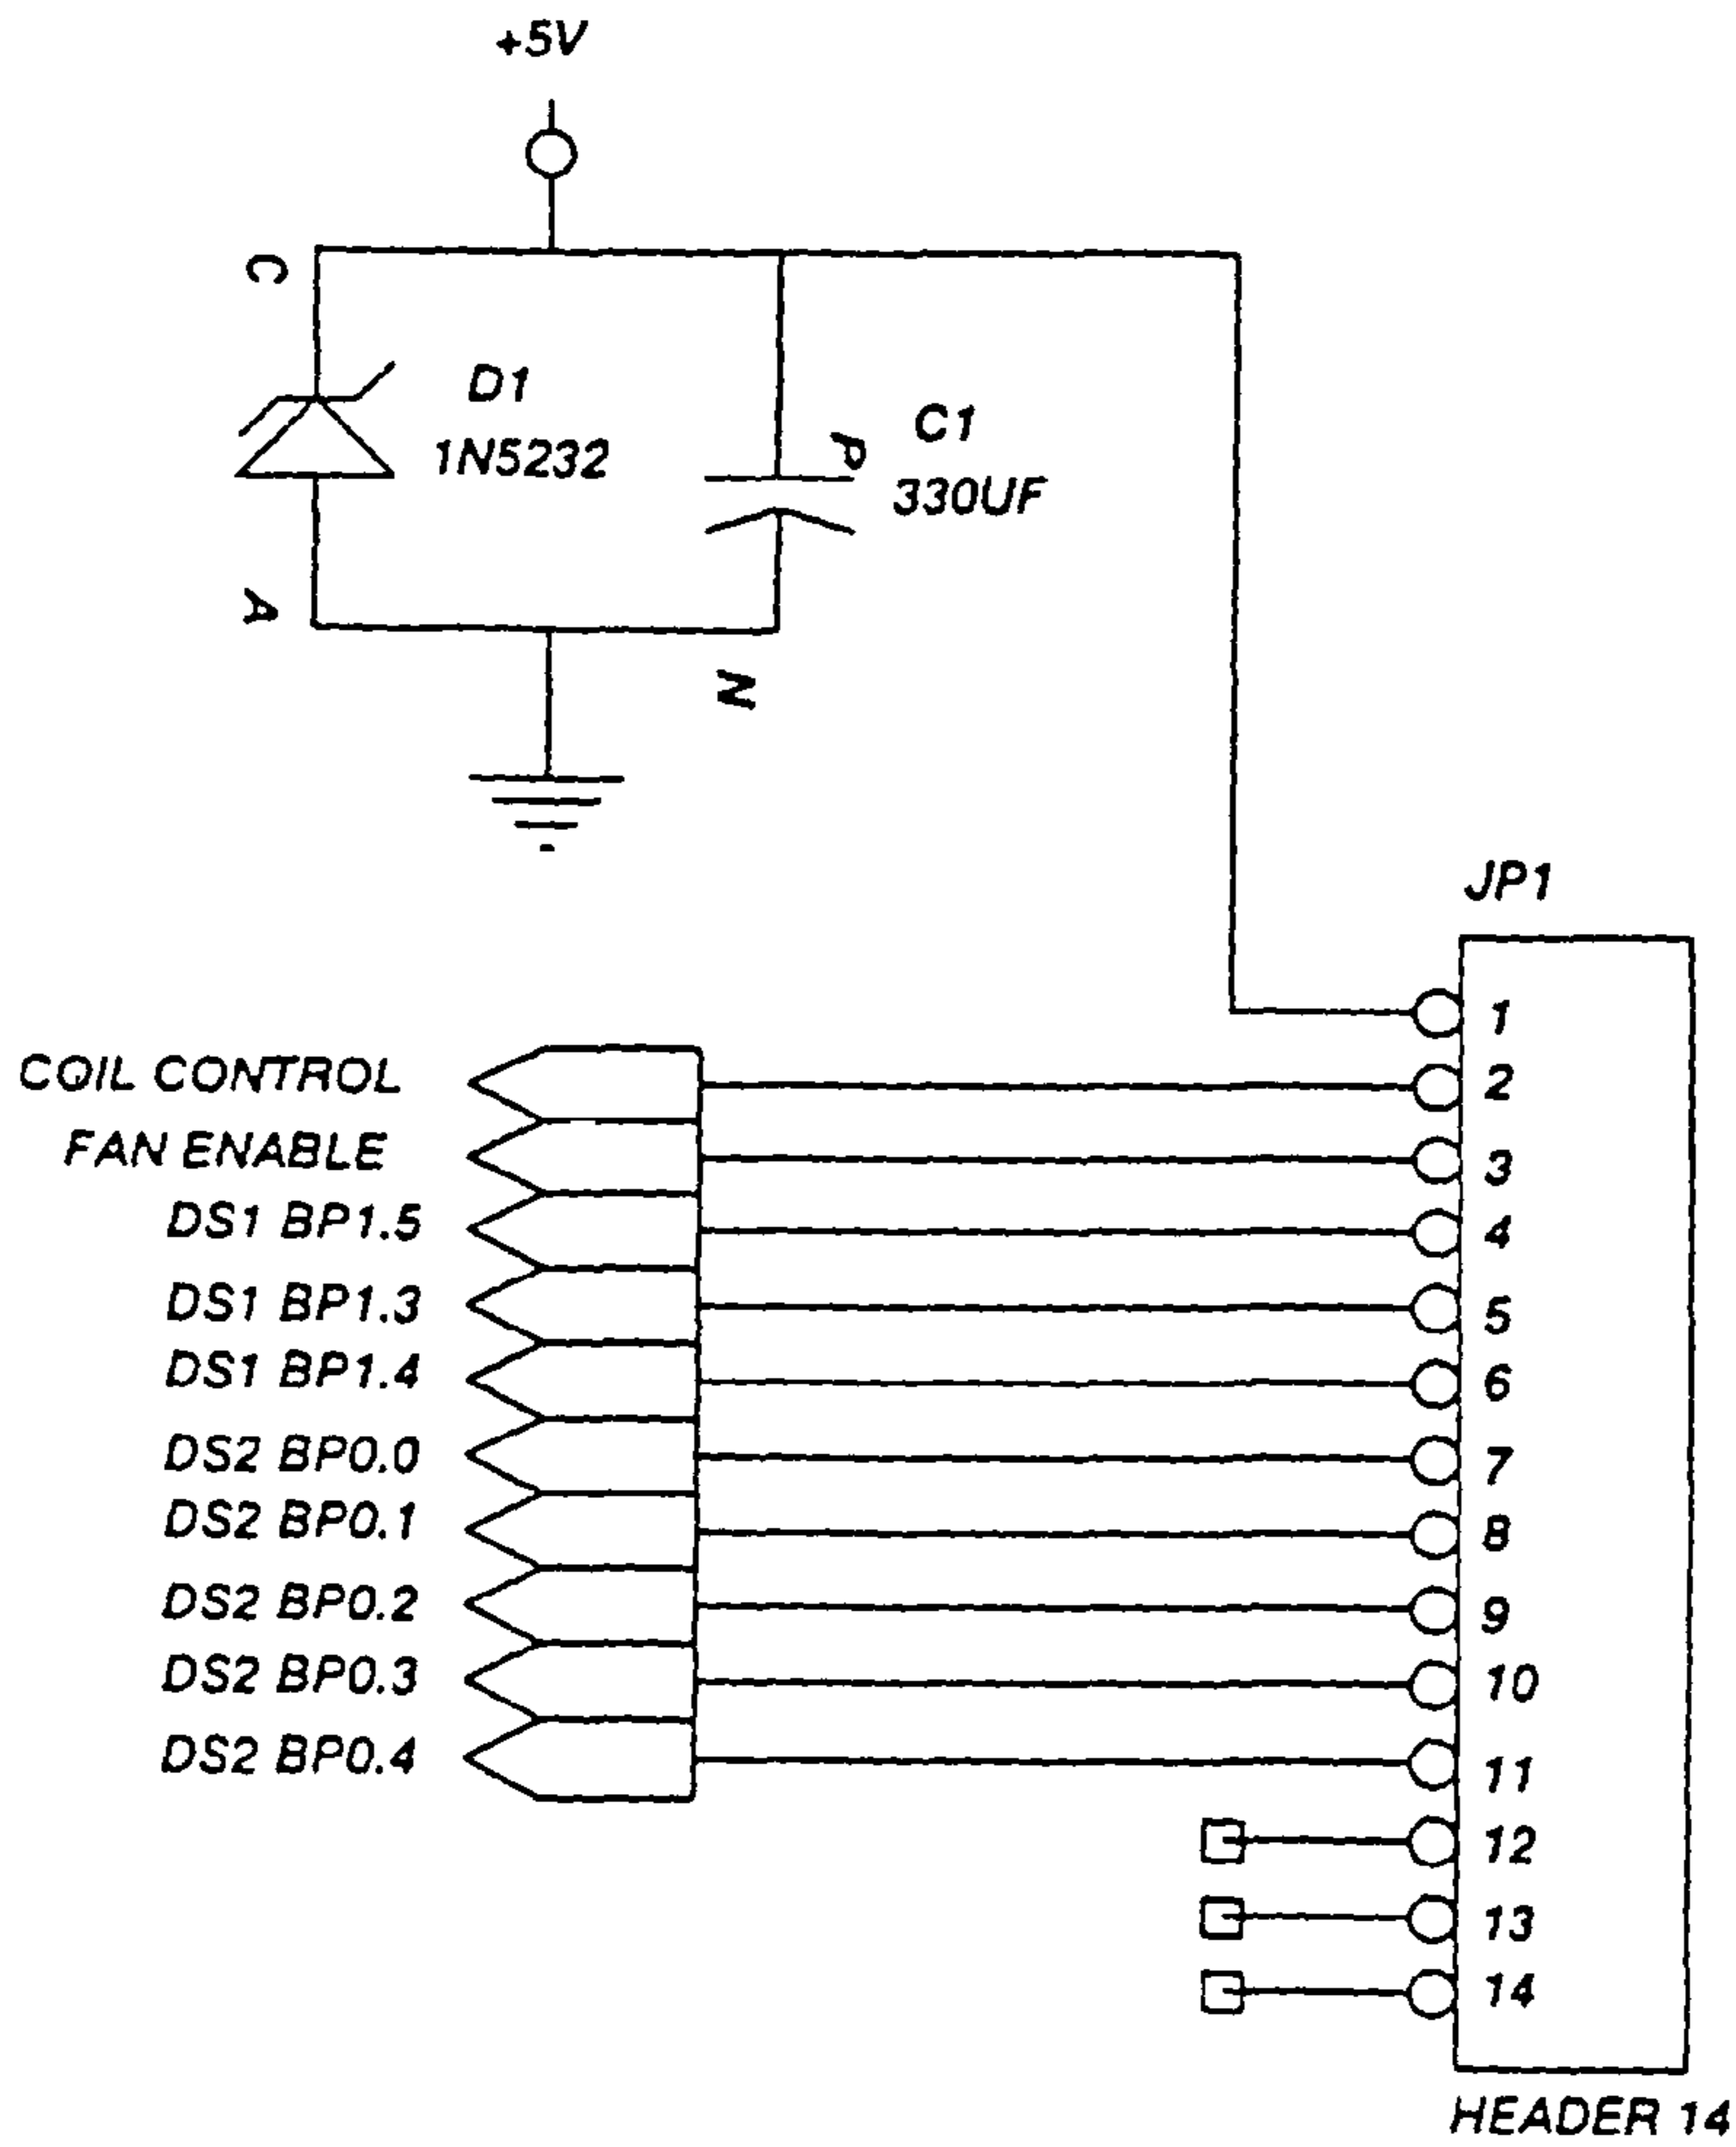 +5V
C
D1
1N5232
P
C1
330UF
A
N
JP1
1
COIL CONTROL
2
FAN ENABLE
3
DS1 BP1.5
4
DS1 BP1.3
5
DS1 BP1.4
6
DS2 BP0.0
7
DS2 BP0.1
8
DS2 BP0.2
9
DS2 BP0.3
10
DS2 BP0.4
11
12
13
14
HEADER 14